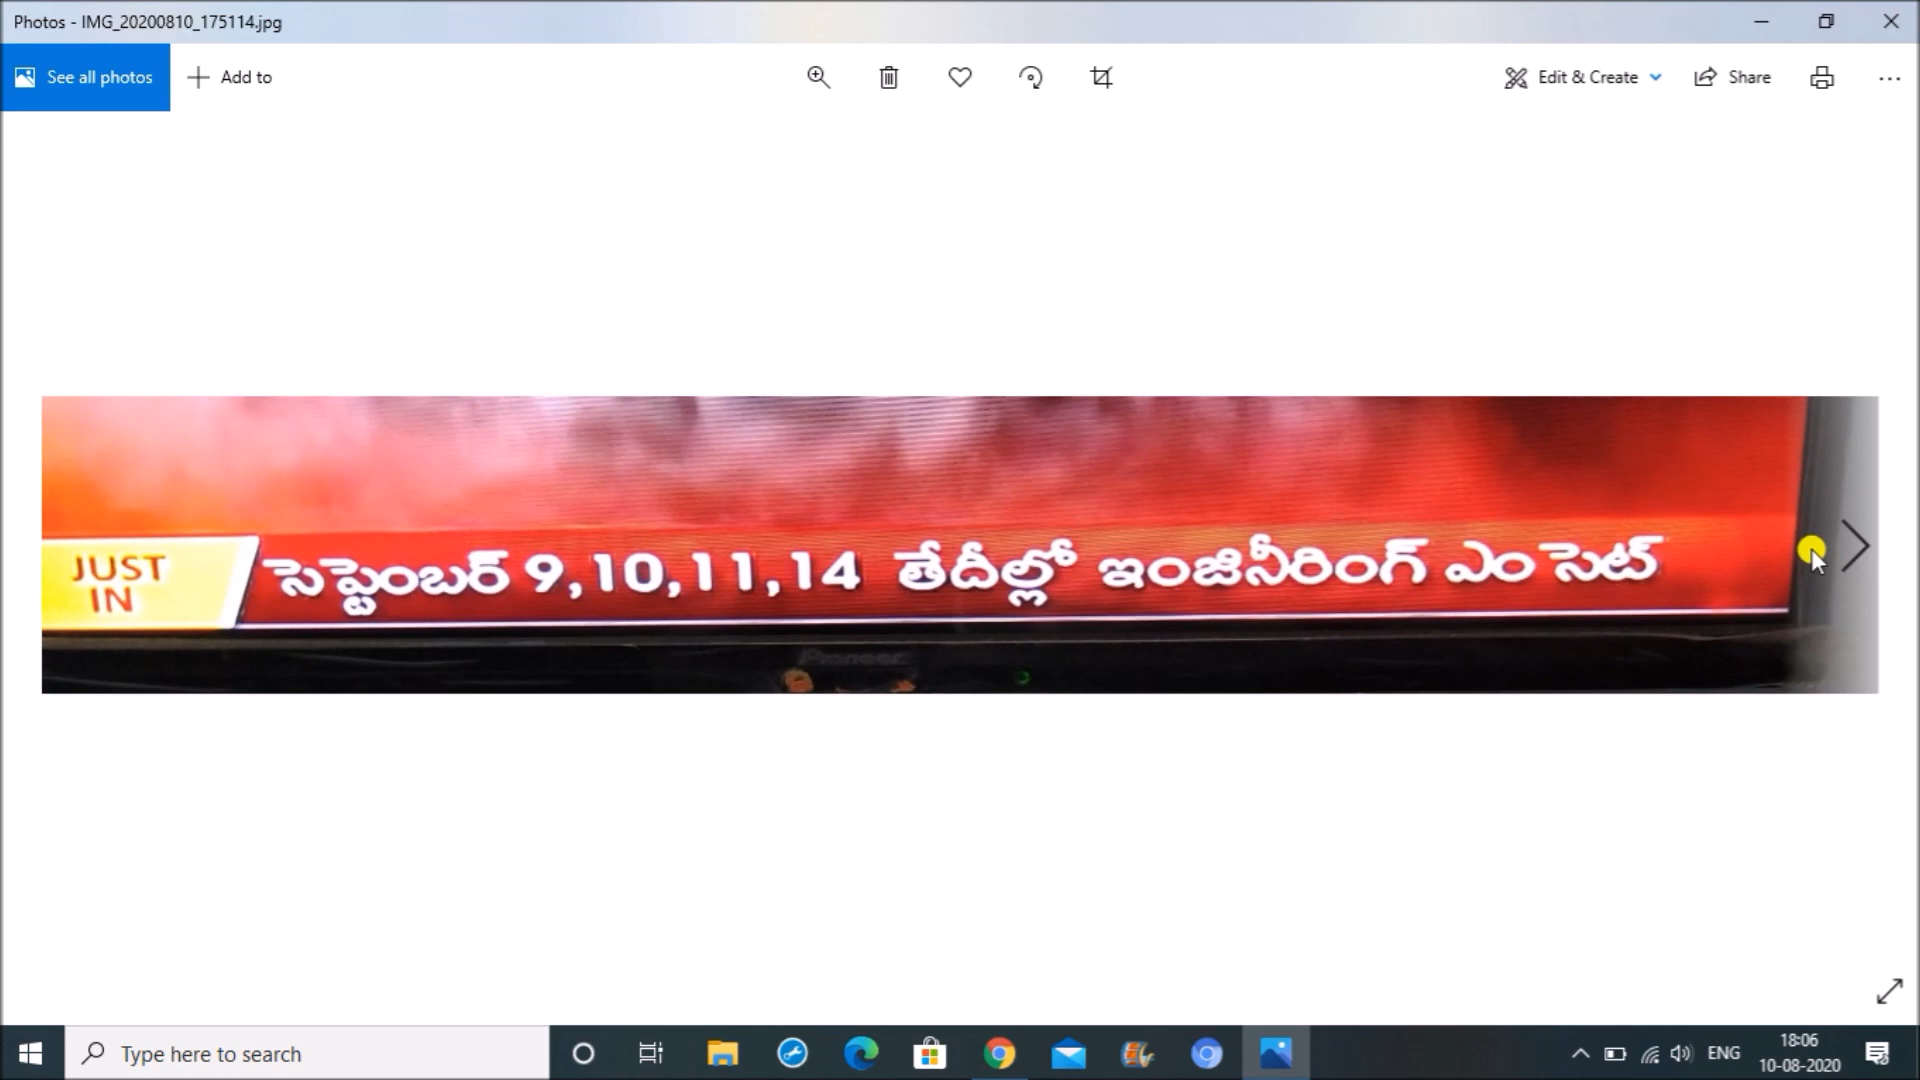 Photos - IMG_20200810_175114.jpg
See all photos
Add to
Edit & Create
Share
JUST
IN
సెప్టెంబర్ 9,10,11,14 తేదీల్లో ఇంజినీరింగ్ ఎంసెట్
Pioneer
Type here to search
ENG
18:06
10-08-2020